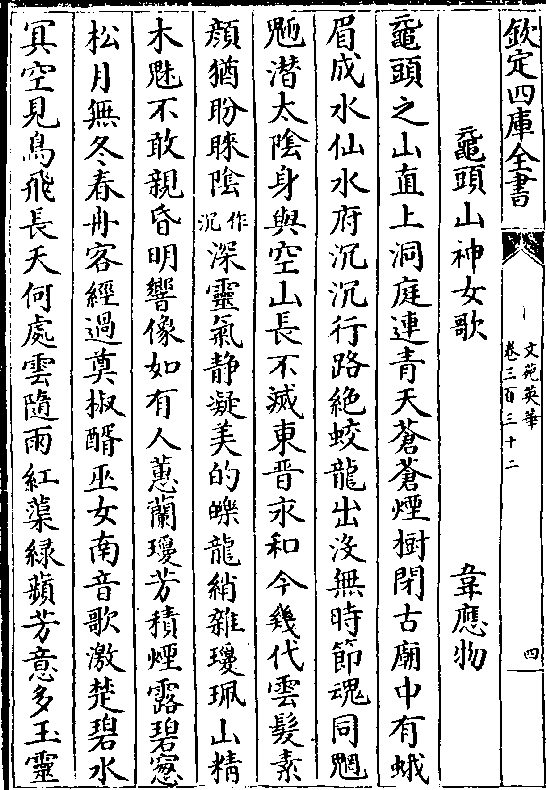 欽定四庫全書
文苑英華
卷三百三十二
四
黿頭山神女歌 韋應物
黿頭之山直上洞庭連青天蒼蒼煙樹閉古廟中有蛾
眉成水仙水府沉沉行路絶蛟龍出没無時節魂同魍
魎潜太陰身與空山長不滅東晉永和今幾代雲髮素
顔猶盼睞陰作沉深靈氣静凝美的皪龍綃雜瓊珮山精
木魅不敢親昏明響像如有人蕙蘭瓊芳積煙露碧窻
松月無冬春舟客經過奠椒醑巫女南音歌激楚碧水
㝠空見鳥飛長天何處雲隨雨紅蕖緑蘋芳意多玉靈